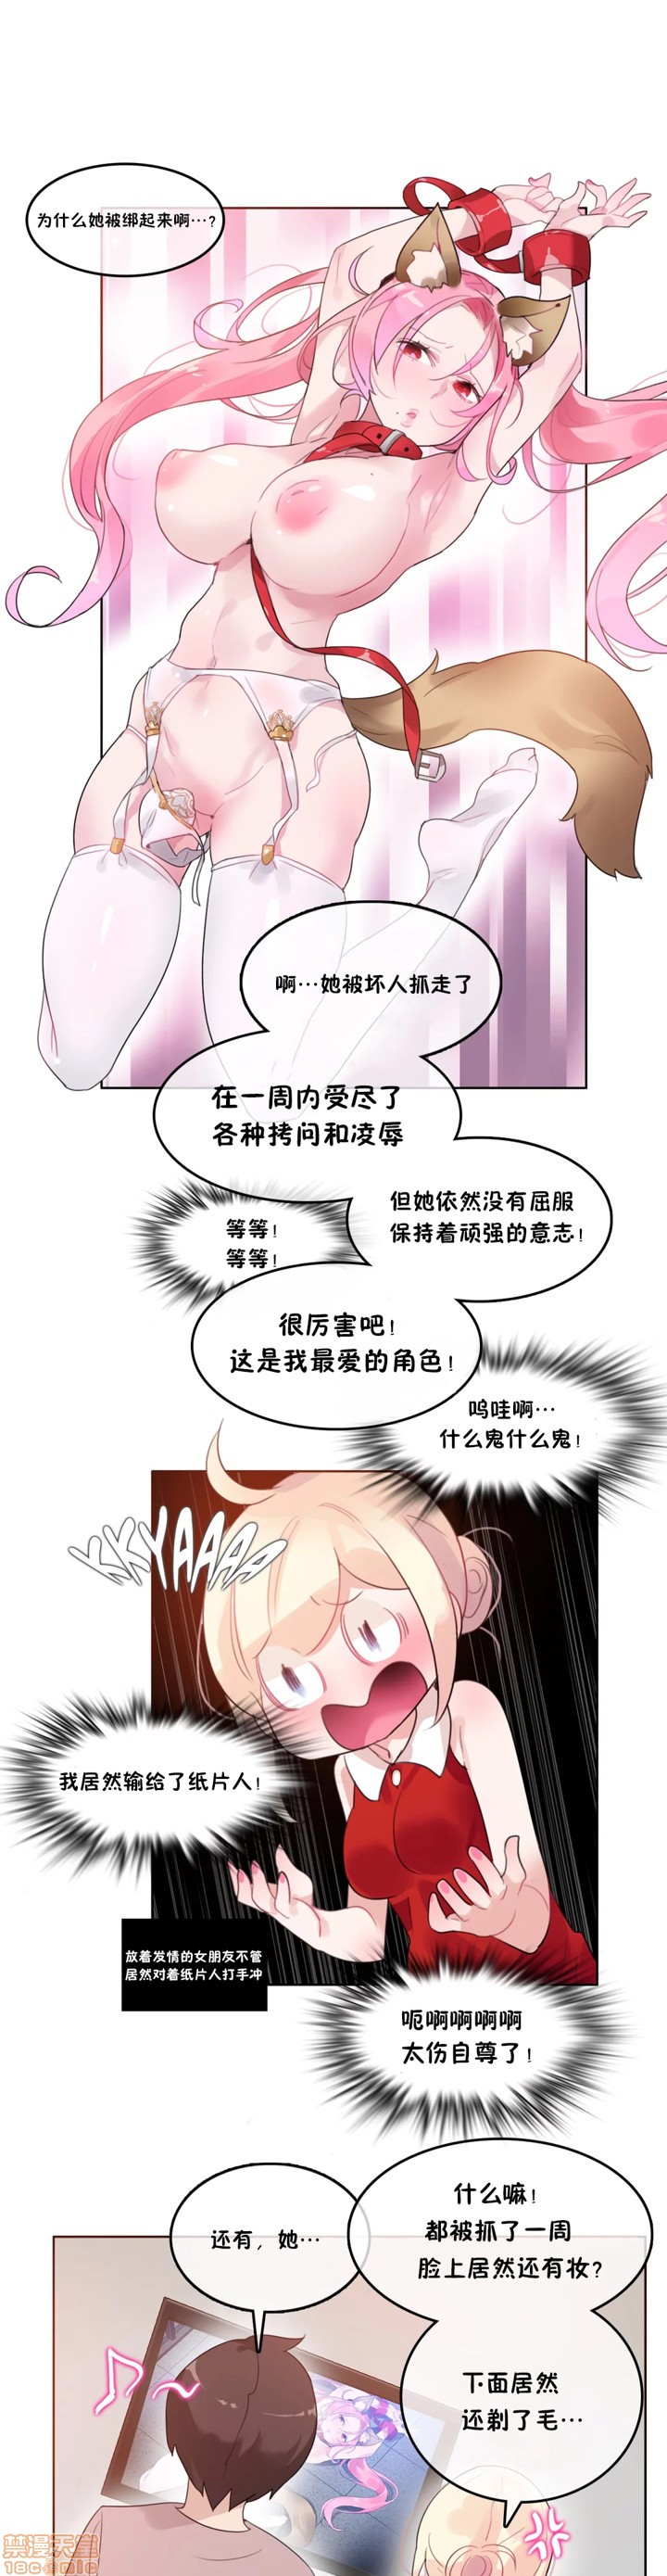 为什么她被绑起来啊…?
啊…她被坏人抓走了
在一周内受尽了
各种拷问和凌辱
等等!
等等!
但她依然没有屈服
保持着顽强的意志!
很厉害吧!
这是我最爱的角色!
呜哇啊…
什么鬼什么鬼!
KKYAAAA
我居然输给了纸片人!
放着发情的女朋友不管
居然对着纸片人打手冲
呃啊啊啊啊
太伤自尊了!
还有，她…
什么嘛!
都被抓了一周
脸上居然还有妆?
下面居然
还剃了毛…
禁漫天堂
18comic